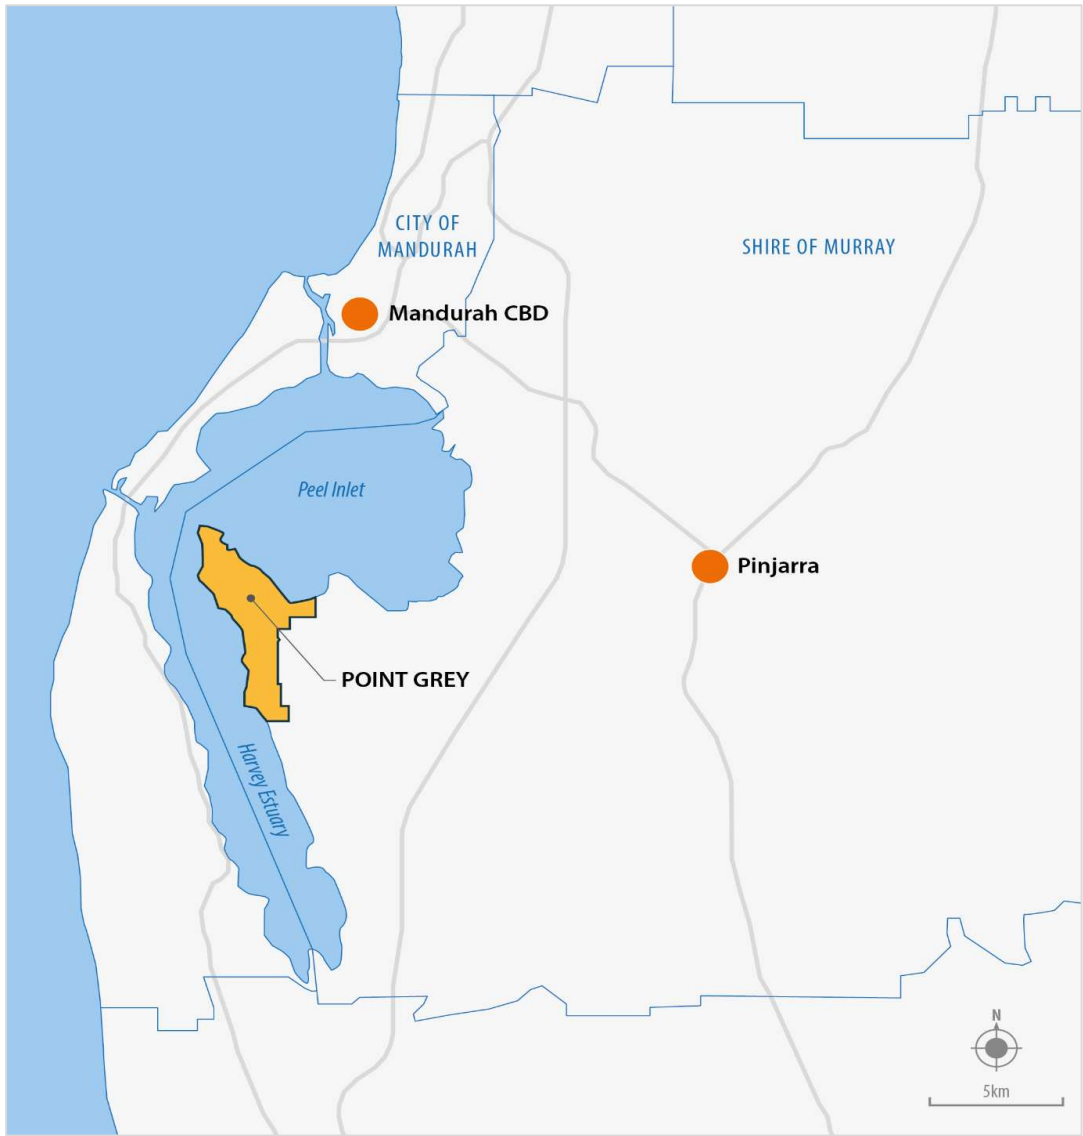 CITY OF
MANDURAH
SHIRE OF MURRAY
Mandurah CBD
Peel Inlet
Pinjarra
POINT GREY
Harvey Estuary
N
5km